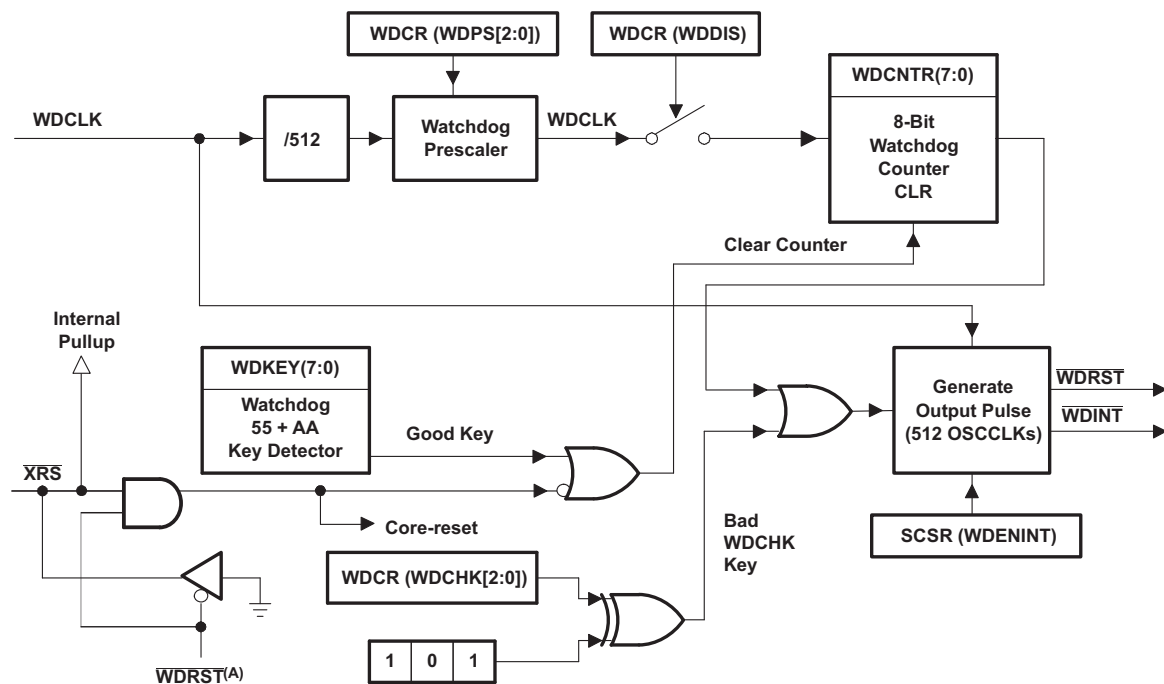 WDCR (WDPS[2:0])
WDCR (WDDIS)
WDCNTR(7:0)
WDCLK
/512
Watchdog
Prescaler
WDCLK
8-Bit
Watchdog
Counter
CLR
Clear Counter
Internal
Pullup
WDKEY(7:0)
Watchdog
55 + AA
Key Detector
Good Key
Generate
Output Pulse
(512 OSCCLKs)
WDRST
WDINT
XRS
Core-reset
Bad
WDCHK
Key
SCSR (WDENINT)
WDCR (WDCHK[2:0])
1 0 1
WDRST(A)